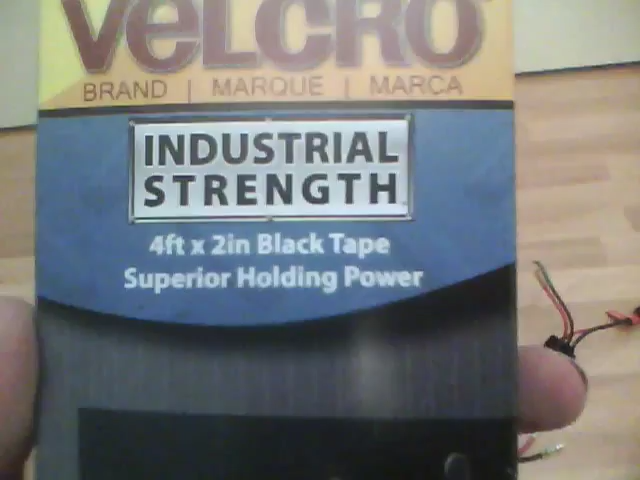 VELCRO
BRAND | MARQUE | MARCA
INDUSTRIAL
STRENGTH
4ft x 2in Black Tape
Superior Holding Power